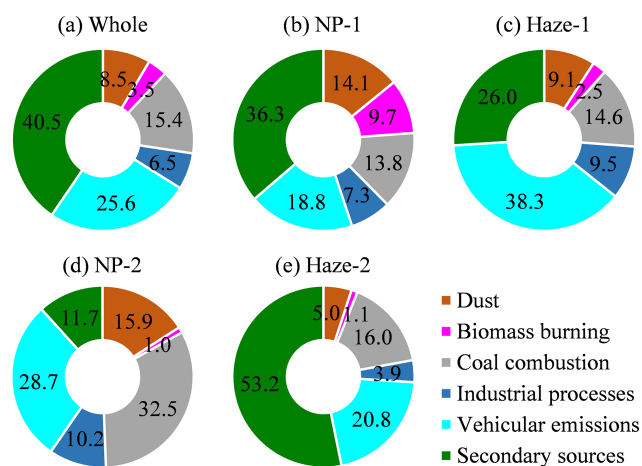 (a) Whole
8.5
3.5
15.4
6.5
25.6
40.5
(b) NP-1
14.1
9.7
13.8
7.3
18.8
36.3
(c) Haze-1
9.1
2.5
14.6
9.5
38.3
26.0
(d) NP-2
15.9
1.0
32.5
10.2
28.7
11.7
(e) Haze-2
5.0
1.1
16.0
3.9
20.8
53.2
Dust
Biomass burning
Coal combustion
Industrial processes
Vehicular emissions
Secondary sources